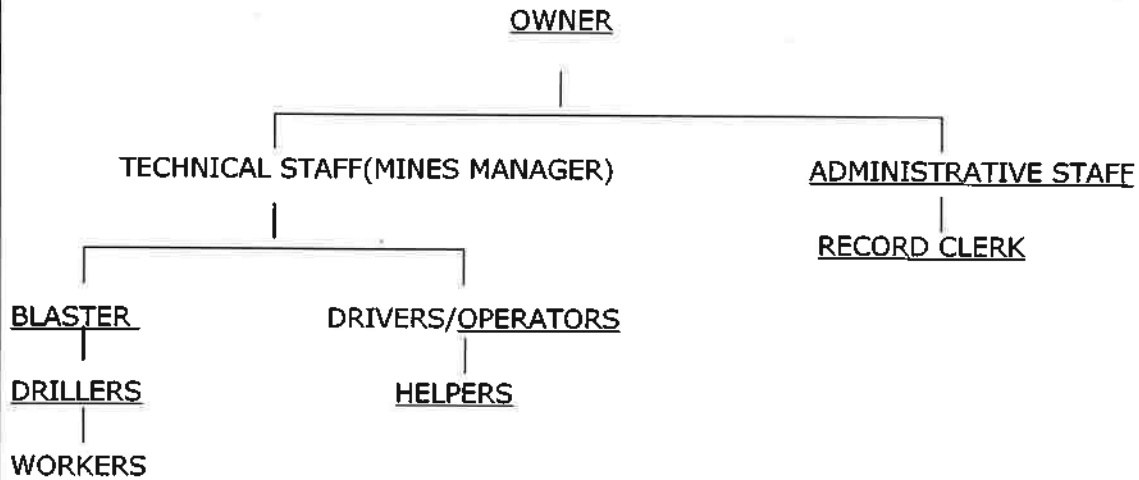 OWNER
TECHNICAL STAFF(MINES MANAGER)
ADMINISTRATIVE STAFF
RECORD CLERK
BLASTER
DRIVERS/OPERATORS
DRILLERS
HELPERS
WORKERS